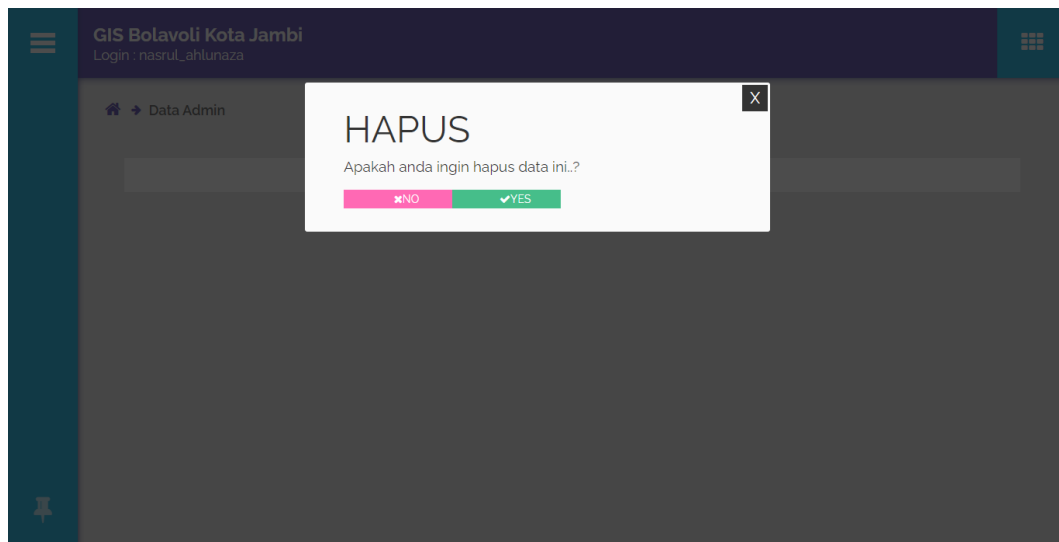 GIS Bolavoli Kota Jambi
Login : nasrul_ahlunaza
Data Admin
X
HAPUS
Apakah anda ingin hapus data ini..?
NO YES